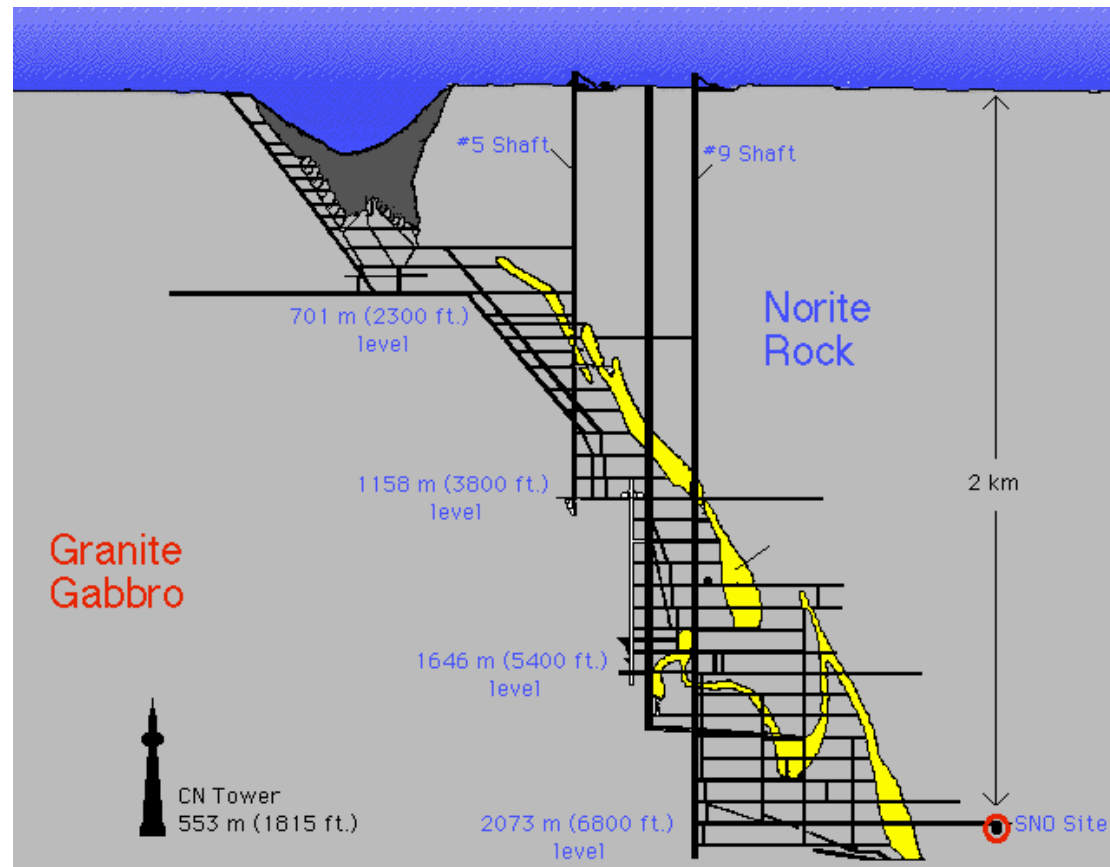 #5 Shaft
#9 Shaft
701 m (2300 ft.)
level
Norite
Rock
1158 m (3800 ft.)
level
2 km
Granite
Gabbro
1646 m (5400 ft.)
level
CN Tower
553 m (1815 ft.)
2073 m (6800 ft.)
level
SNO Site